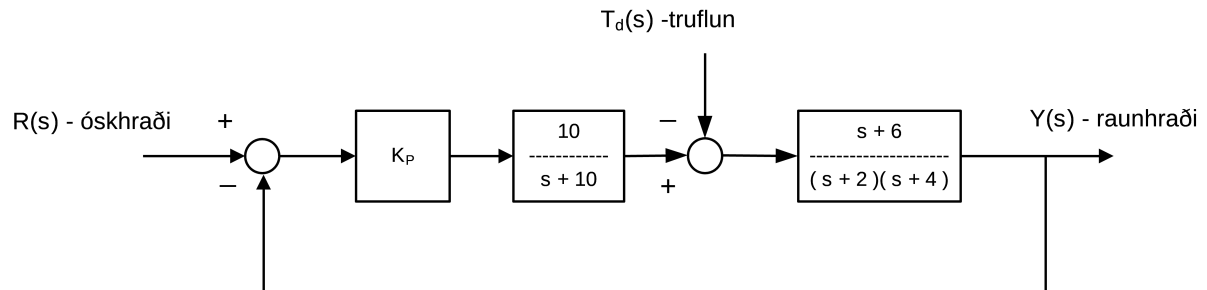 T_d(s) -truflun
R(s) - óskhraði
+
–
K_P
10
-----------
s + 10
–
+
s + 6
-------------------
( s + 2 )( s + 4 )
Y(s) - raunhraði